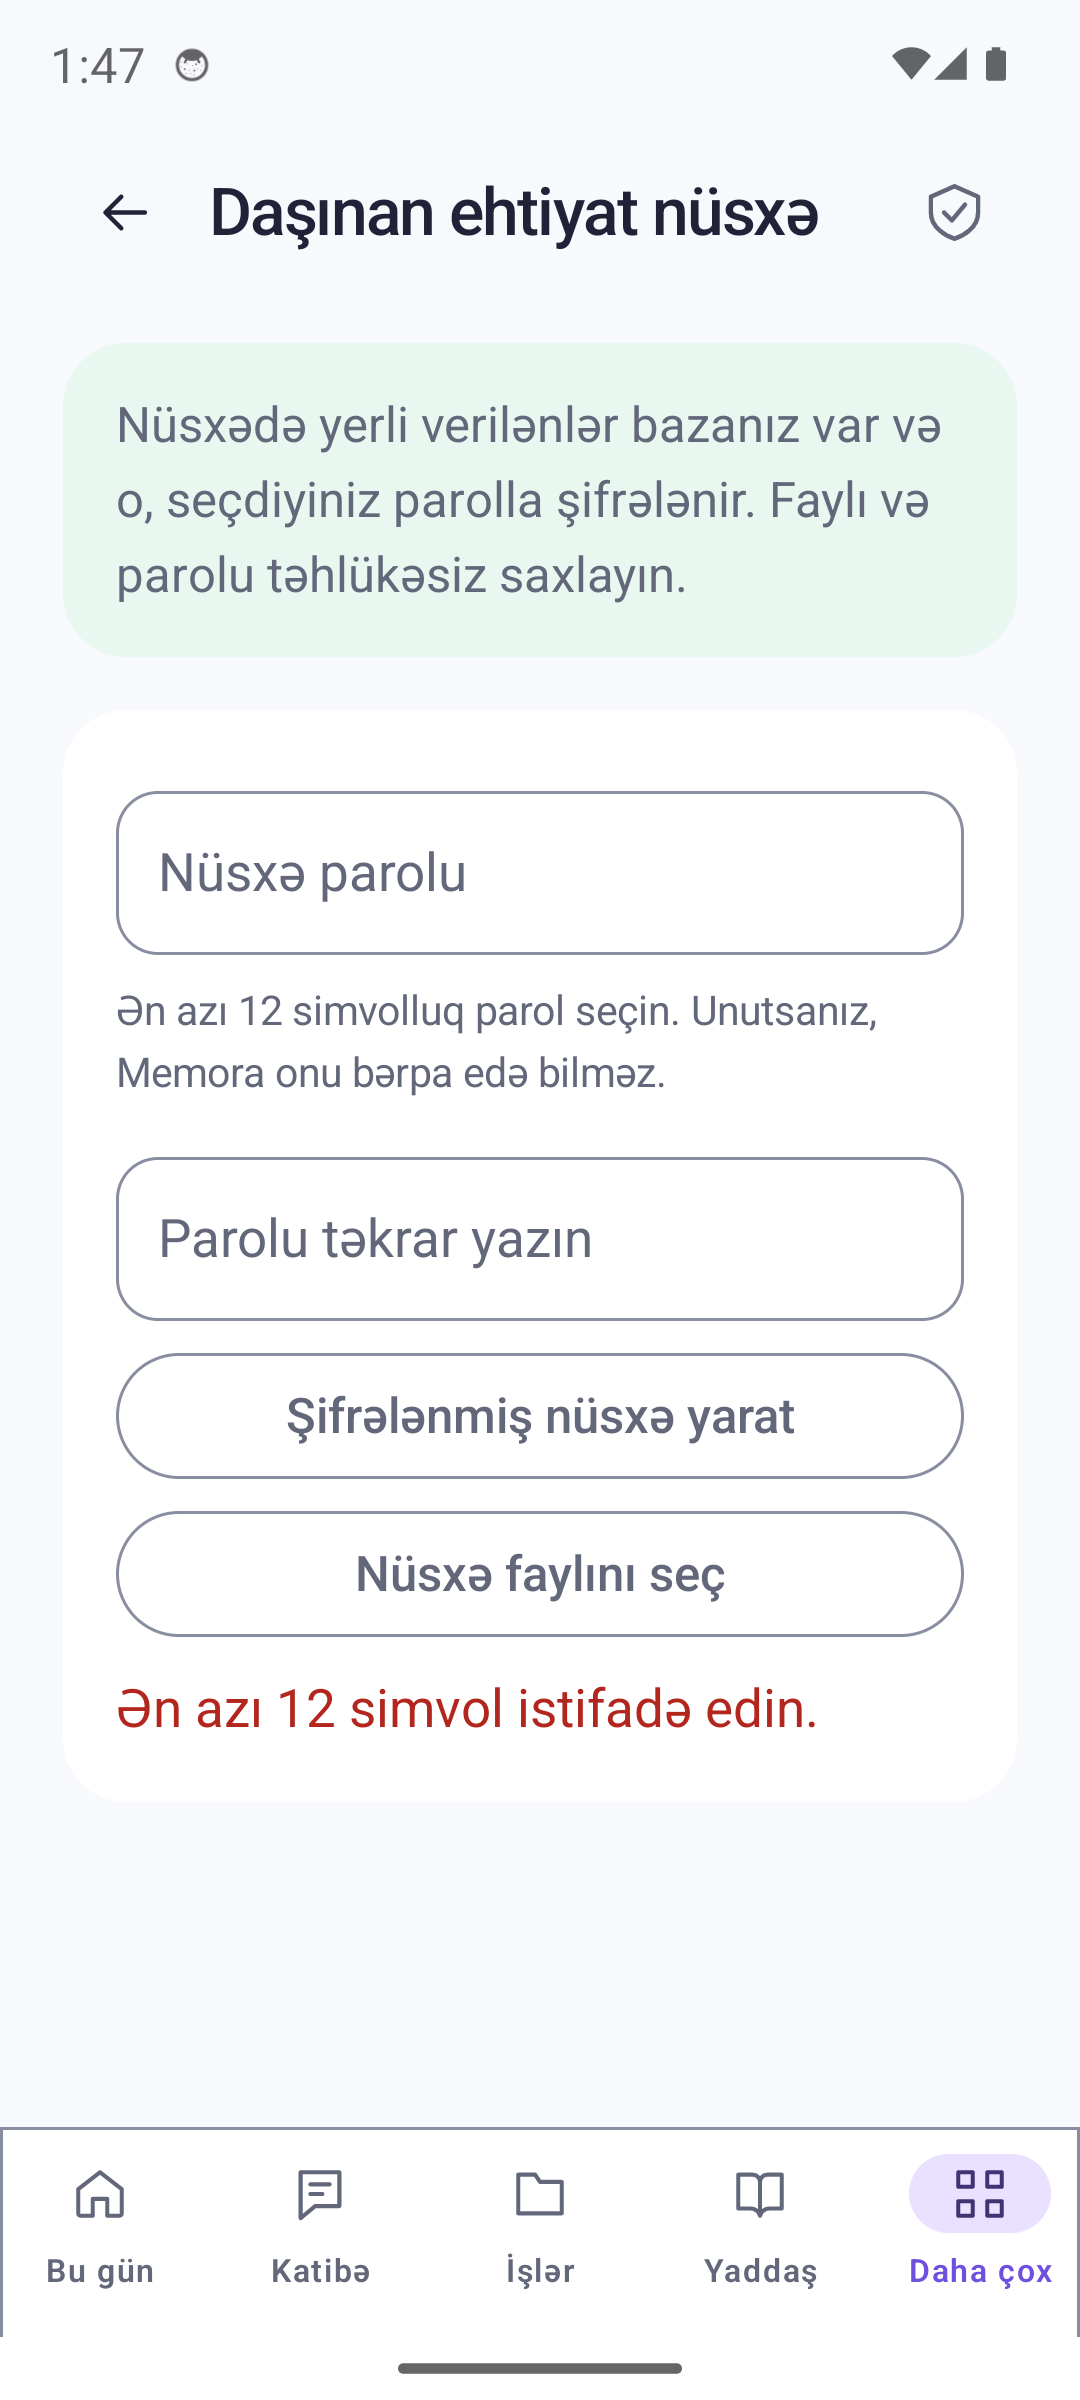 1:47
Daşınan ehtiyat nüsxə
Nüsxədə yerli verilənlər bazanız var və
o, seçdiyiniz parolla şifrələnir. Faylı və
parolu təhlükəsiz saxlayın.
Nüsxə parolu
Ən azı 12 simvolluq parol seçin. Unutsanız,
Memora onu bərpa edə bilməz.
Parolu təkrar yazın
Şifrələnmiş nüsxə yarat
Nüsxə faylını seç
Ən azı 12 simvol istifadə edin.
Bu gün
Katibə
İşlər
Yaddaş
Daha çox